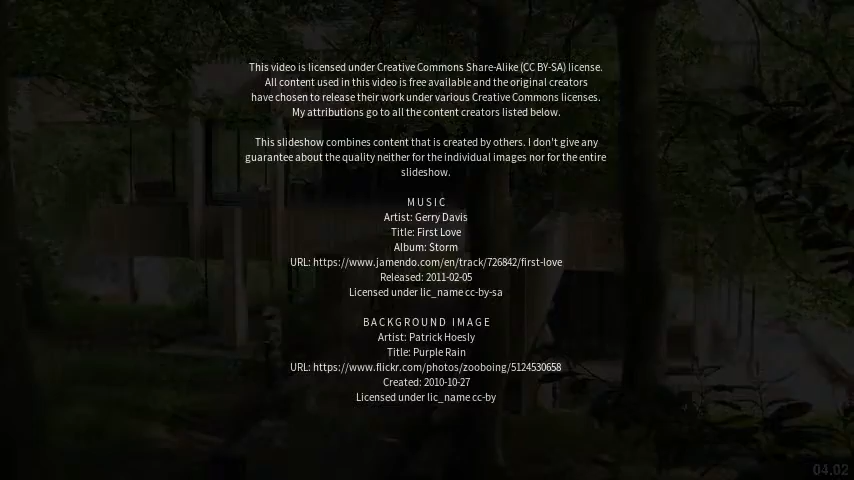 This video is licensed under Creative Commons Share-Alike (CC BY-SA) license.
All content used in this video is free available and the original creators
have chosen to release their work under various Creative Commons licenses.
My attributions go to all the content creators listed below.
This slideshow combines content that is created by others. I don't give any
guarantee about the quality neither for the individual images nor for the entire
slideshow.
MUSIC
Artist: Gerry Davis
Title: First Love
Album: Storm
URL: https://www.jamendo.com/en/track/726842/first-love
Released: 2011-02-05
Licensed under lic_name cc-by-sa
BACKGROUND IMAGE
Artist: Patrick Hoesly
Title: Purple Rain
URL: https://www.flickr.com/photos/zooboing/5124530658
Created: 2010-10-27
Licensed under lic_name cc-by
04.02